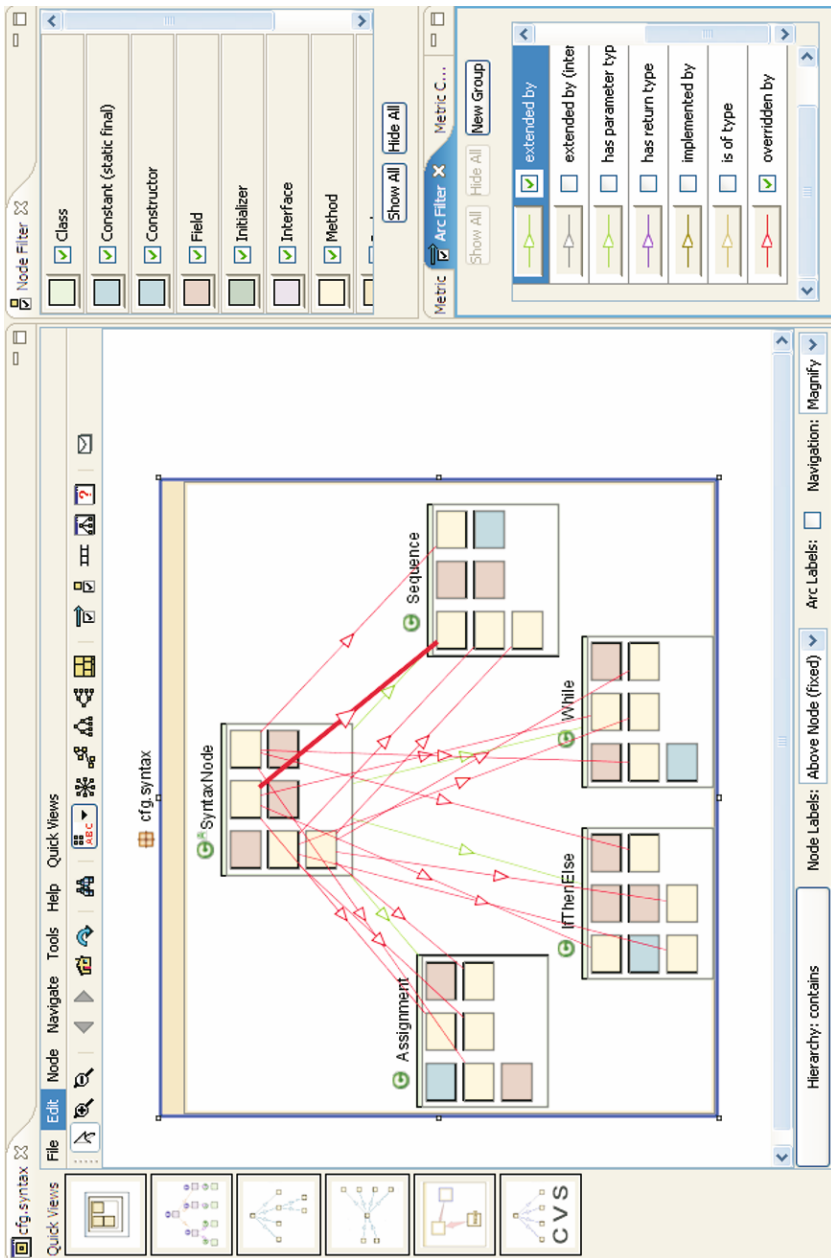 cfg.syntax
File Edit Node Navigate Tools Help Quick Views
ABC
Quick Views
CVS
cfg.syntax
SyntaxNode
Assignment
Sequence
IfThenElse
While
Hierarchy: contains
Node Labels: Above Node (fixed)
Arc Labels:
Navigation: Magnify
Node Filter
Class
Constant (static final)
Constructor
Field
Initializer
Interface
Method
Show All Hide All
Metric Arc Filter Metric C...
Show All Hide All New Group
extended by
extended by (inter
has parameter typ
has return type
implemented by
is of type
overridden by